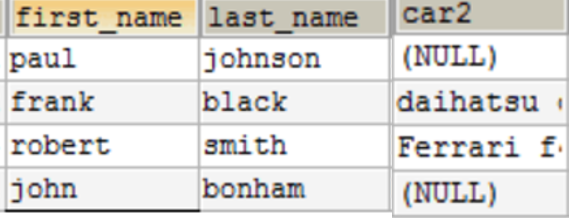 first_name last_name car2
paul johnson (NULL)
frank black daihatsu
robert smith Ferrari
john bonham (NULL)